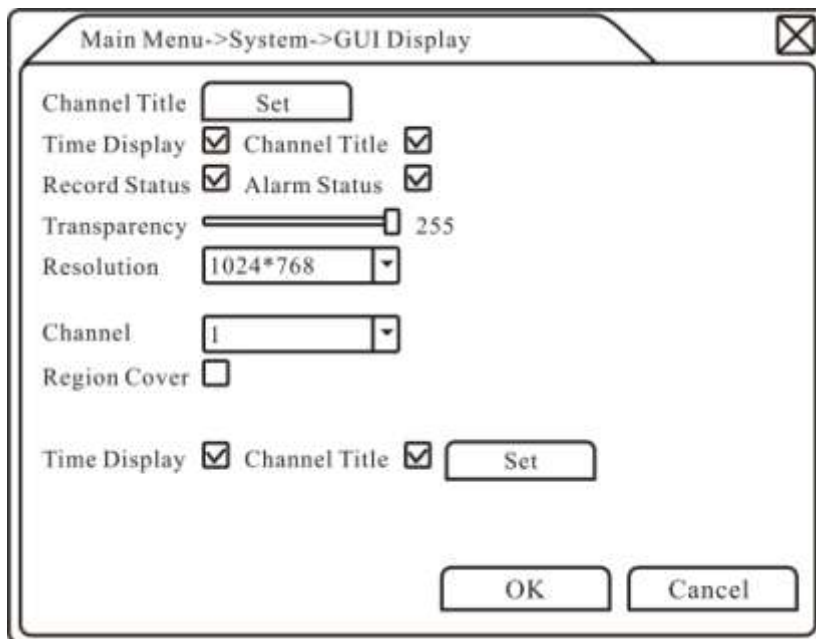 Main Menu->System->GUI Display
Channel Title Set
Time Display Channel Title
Record Status Alarm Status
Transparency 255
Resolution 1024*768
Channel 1
Region Cover
Time Display Channel Title Set
OK Cancel